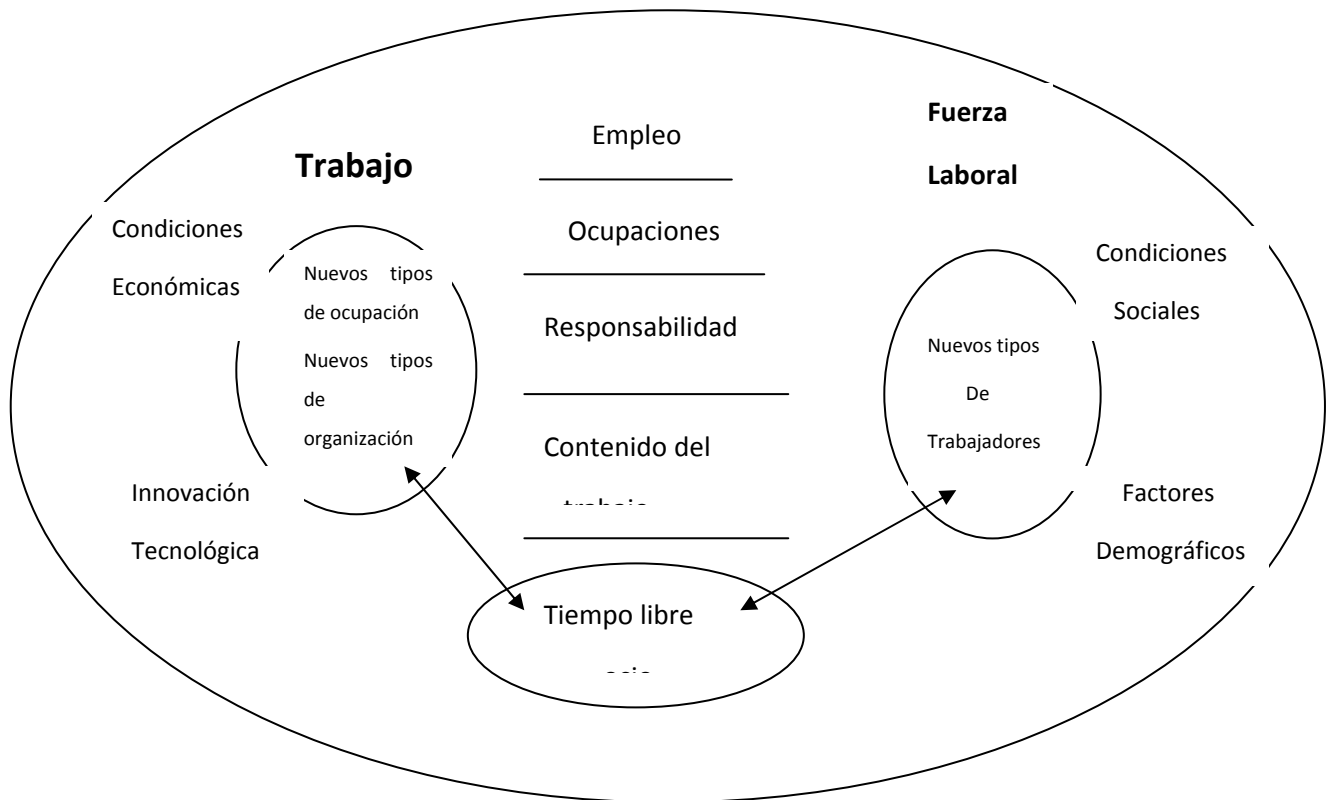 Trabajo
Condiciones
Económicas
Nuevos tipos
de ocupación
Nuevos tipos
de
organización
Innovación
Tecnológica
Empleo
Ocupaciones
Responsabilidad
Contenido del
Tiempo libre
Fuerza
Laboral
Condiciones
Sociales
Nuevos tipos
De
Trabajadores
Factores
Demográficos